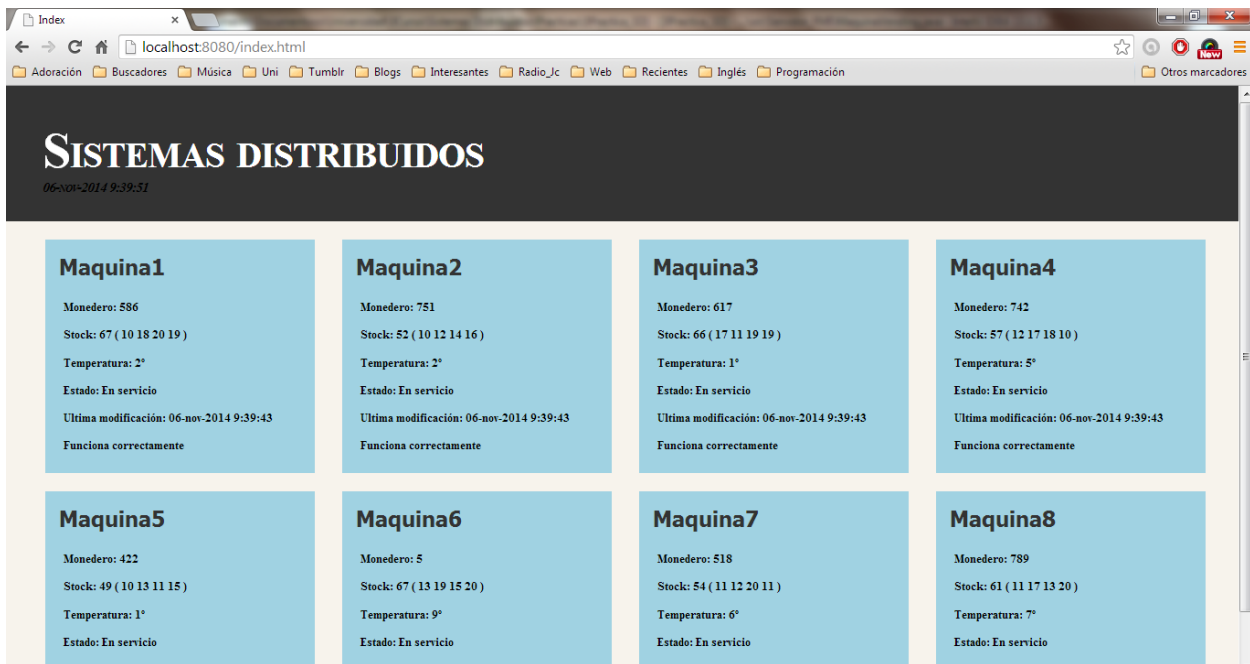 Index
localhost:8080/index.html
New
Adoración Buscadores Música Uni Tumblr Blogs Interesantes Radio_Jc Web Recientes Inglés Programación Otros marcadores
Sistemas distribuidos
06-nov-2014 9:39:51
Maquina1
Monedero: 586
Stock: 67 ( 10 18 20 19 )
Temperatura: 2º
Estado: En servicio
Ultima modificación: 06-nov-2014 9:39:43
Funciona correctamente
Maquina2
Monedero: 751
Stock: 52 ( 10 12 14 16 )
Temperatura: 2º
Estado: En servicio
Ultima modificación: 06-nov-2014 9:39:43
Funciona correctamente
Maquina3
Monedero: 617
Stock: 66 ( 17 11 19 19 )
Temperatura: 1º
Estado: En servicio
Ultima modificación: 06-nov-2014 9:39:43
Funciona correctamente
Maquina4
Monedero: 742
Stock: 57 ( 12 17 18 10 )
Temperatura: 5º
Estado: En servicio
Ultima modificación: 06-nov-2014 9:39:43
Funciona correctamente
Maquina5
Monedero: 422
Stock: 49 ( 10 13 11 15 )
Temperatura: 1º
Estado: En servicio
Maquina6
Monedero: 5
Stock: 67 ( 13 19 15 20 )
Temperatura: 9º
Estado: En servicio
Maquina7
Monedero: 518
Stock: 54 ( 11 12 20 11 )
Temperatura: 6º
Estado: En servicio
Maquina8
Monedero: 789
Stock: 61 ( 11 17 13 20 )
Temperatura: 7º
Estado: En servicio